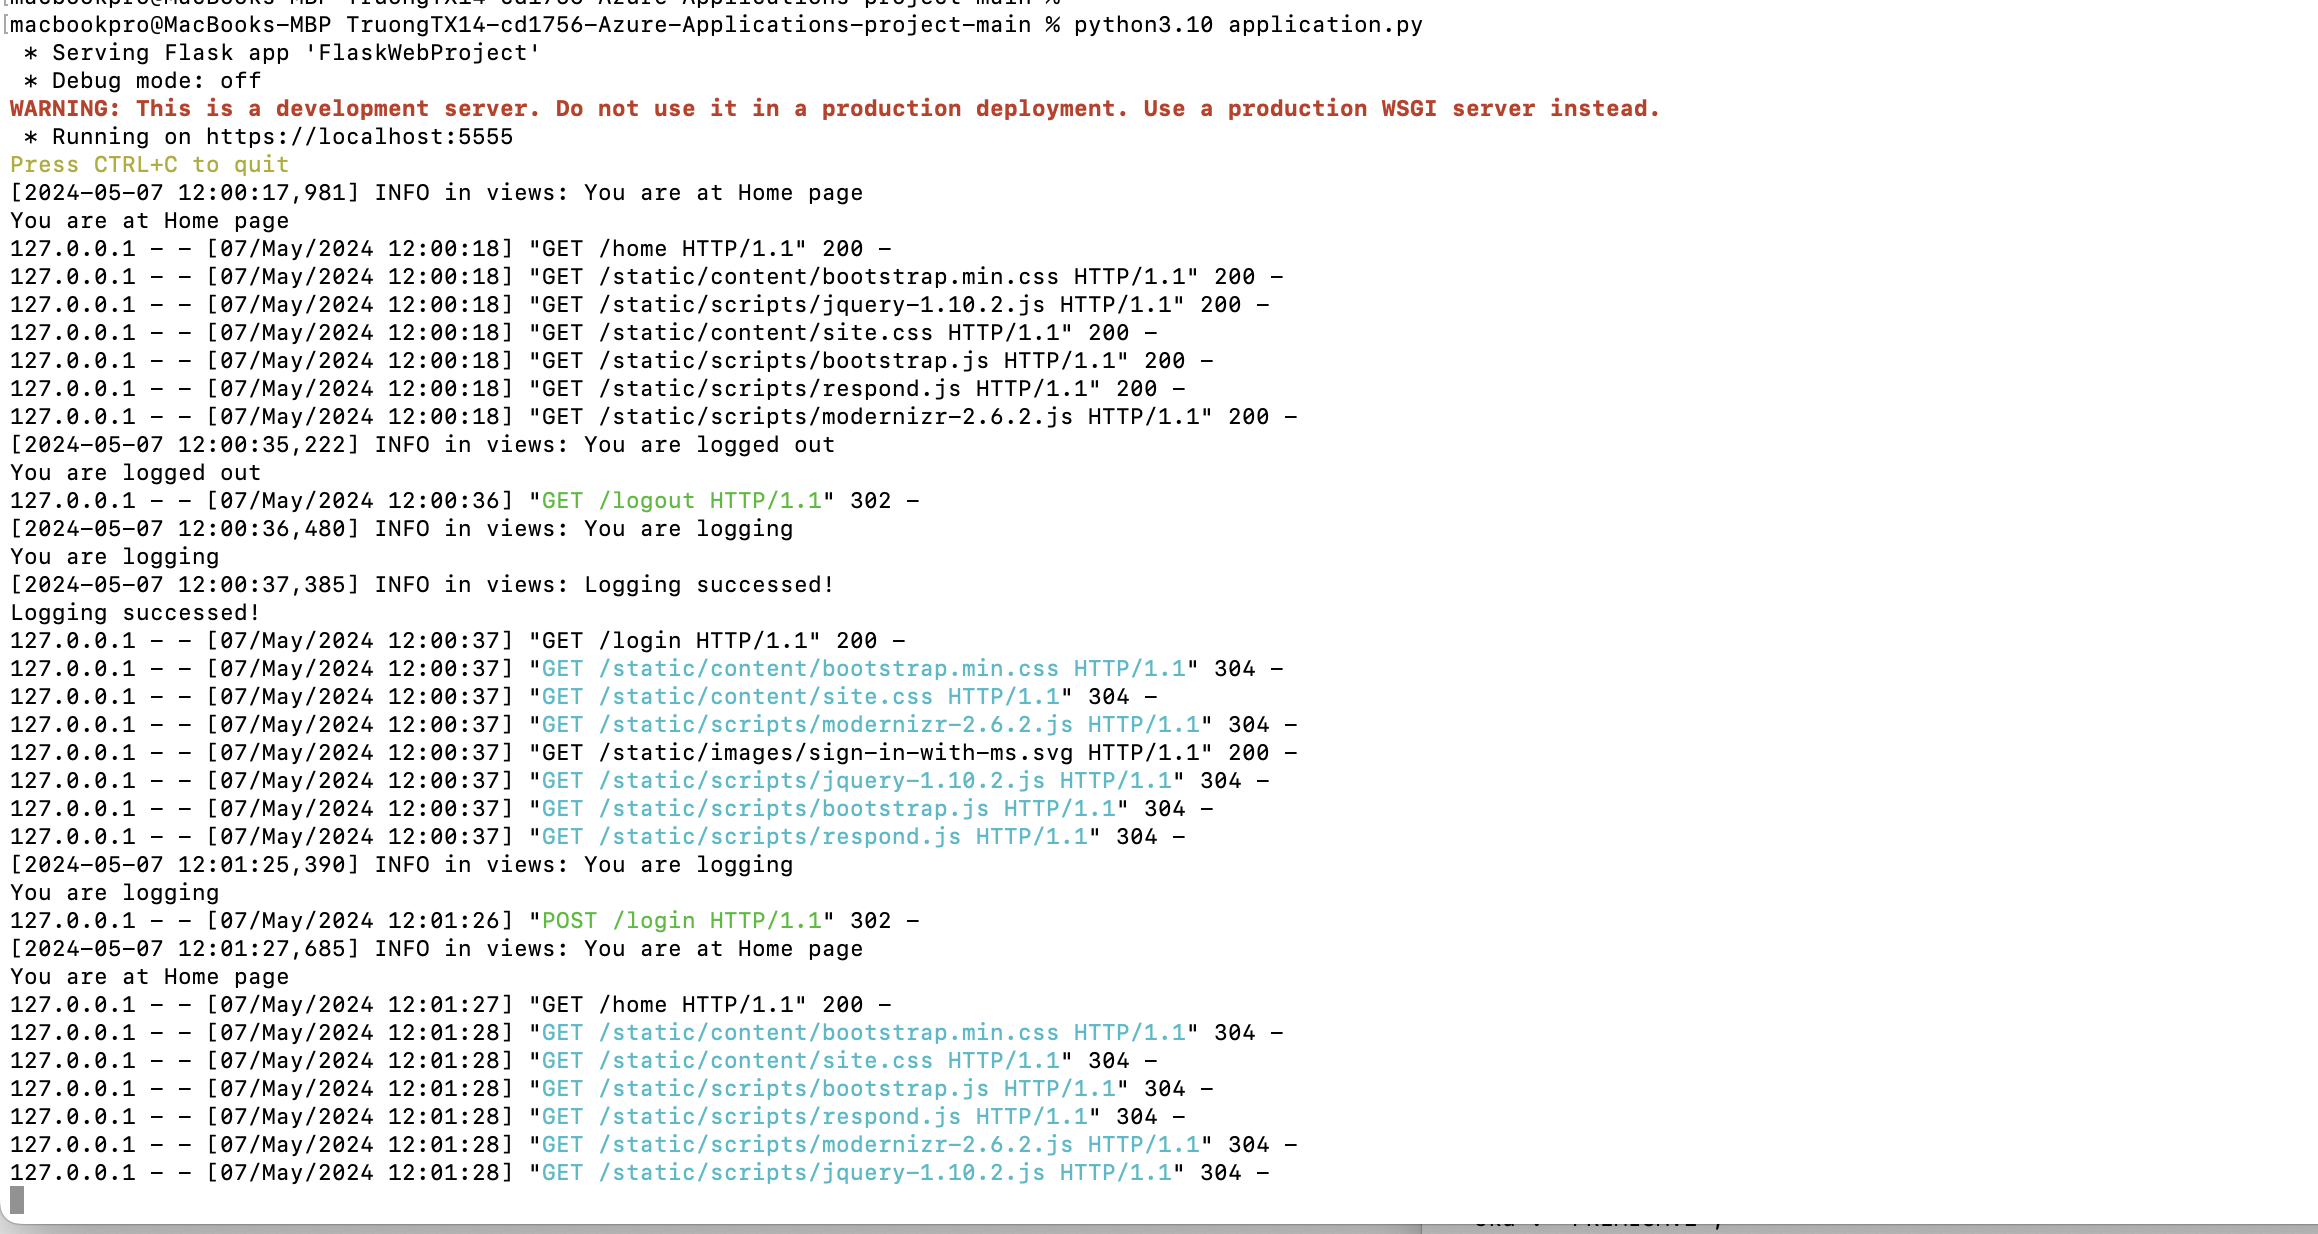 macbookpro@MacBooks-MBP TruongTX14-cd1756-Azure-Applications-project-main %
[macbookpro@MacBooks-MBP TruongTX14-cd1756-Azure-Applications-project-main % python3.10 application.py
 * Serving Flask app 'FlaskWebProject'
 * Debug mode: off
WARNING: This is a development server. Do not use it in a production deployment. Use a production WSGI server instead.
 * Running on https://localhost:5555
Press CTRL+C to quit
[2024-05-07 12:00:17,981] INFO in views: You are at Home page
You are at Home page
127.0.0.1 - - [07/May/2024 12:00:18] "GET /home HTTP/1.1" 200 -
127.0.0.1 - - [07/May/2024 12:00:18] "GET /static/content/bootstrap.min.css HTTP/1.1" 200 -
127.0.0.1 - - [07/May/2024 12:00:18] "GET /static/scripts/jquery-1.10.2.js HTTP/1.1" 200 -
127.0.0.1 - - [07/May/2024 12:00:18] "GET /static/content/site.css HTTP/1.1" 200 -
127.0.0.1 - - [07/May/2024 12:00:18] "GET /static/scripts/bootstrap.js HTTP/1.1" 200 -
127.0.0.1 - - [07/May/2024 12:00:18] "GET /static/scripts/respond.js HTTP/1.1" 200 -
127.0.0.1 - - [07/May/2024 12:00:18] "GET /static/scripts/modernizr-2.6.2.js HTTP/1.1" 200 -
[2024-05-07 12:00:35,222] INFO in views: You are logged out
You are logged out
127.0.0.1 - - [07/May/2024 12:00:36] "GET /logout HTTP/1.1" 302 -
[2024-05-07 12:00:36,480] INFO in views: You are logging
You are logging
[2024-05-07 12:00:37,385] INFO in views: Logging successed!
Logging successed!
127.0.0.1 - - [07/May/2024 12:00:37] "GET /login HTTP/1.1" 200 -
127.0.0.1 - - [07/May/2024 12:00:37] "GET /static/content/bootstrap.min.css HTTP/1.1" 304 -
127.0.0.1 - - [07/May/2024 12:00:37] "GET /static/content/site.css HTTP/1.1" 304 -
127.0.0.1 - - [07/May/2024 12:00:37] "GET /static/scripts/modernizr-2.6.2.js HTTP/1.1" 304 -
127.0.0.1 - - [07/May/2024 12:00:37] "GET /static/images/sign-in-with-ms.svg HTTP/1.1" 200 -
127.0.0.1 - - [07/May/2024 12:00:37] "GET /static/scripts/jquery-1.10.2.js HTTP/1.1" 304 -
127.0.0.1 - - [07/May/2024 12:00:37] "GET /static/scripts/bootstrap.js HTTP/1.1" 304 -
127.0.0.1 - - [07/May/2024 12:00:37] "GET /static/scripts/respond.js HTTP/1.1" 304 -
[2024-05-07 12:01:25,390] INFO in views: You are logging
You are logging
127.0.0.1 - - [07/May/2024 12:01:26] "POST /login HTTP/1.1" 302 -
[2024-05-07 12:01:27,685] INFO in views: You are at Home page
You are at Home page
127.0.0.1 - - [07/May/2024 12:01:27] "GET /home HTTP/1.1" 200 -
127.0.0.1 - - [07/May/2024 12:01:28] "GET /static/content/bootstrap.min.css HTTP/1.1" 304 -
127.0.0.1 - - [07/May/2024 12:01:28] "GET /static/content/site.css HTTP/1.1" 304 -
127.0.0.1 - - [07/May/2024 12:01:28] "GET /static/scripts/bootstrap.js HTTP/1.1" 304 -
127.0.0.1 - - [07/May/2024 12:01:28] "GET /static/scripts/respond.js HTTP/1.1" 304 -
127.0.0.1 - - [07/May/2024 12:01:28] "GET /static/scripts/modernizr-2.6.2.js HTTP/1.1" 304 -
127.0.0.1 - - [07/May/2024 12:01:28] "GET /static/scripts/jquery-1.10.2.js HTTP/1.1" 304 -